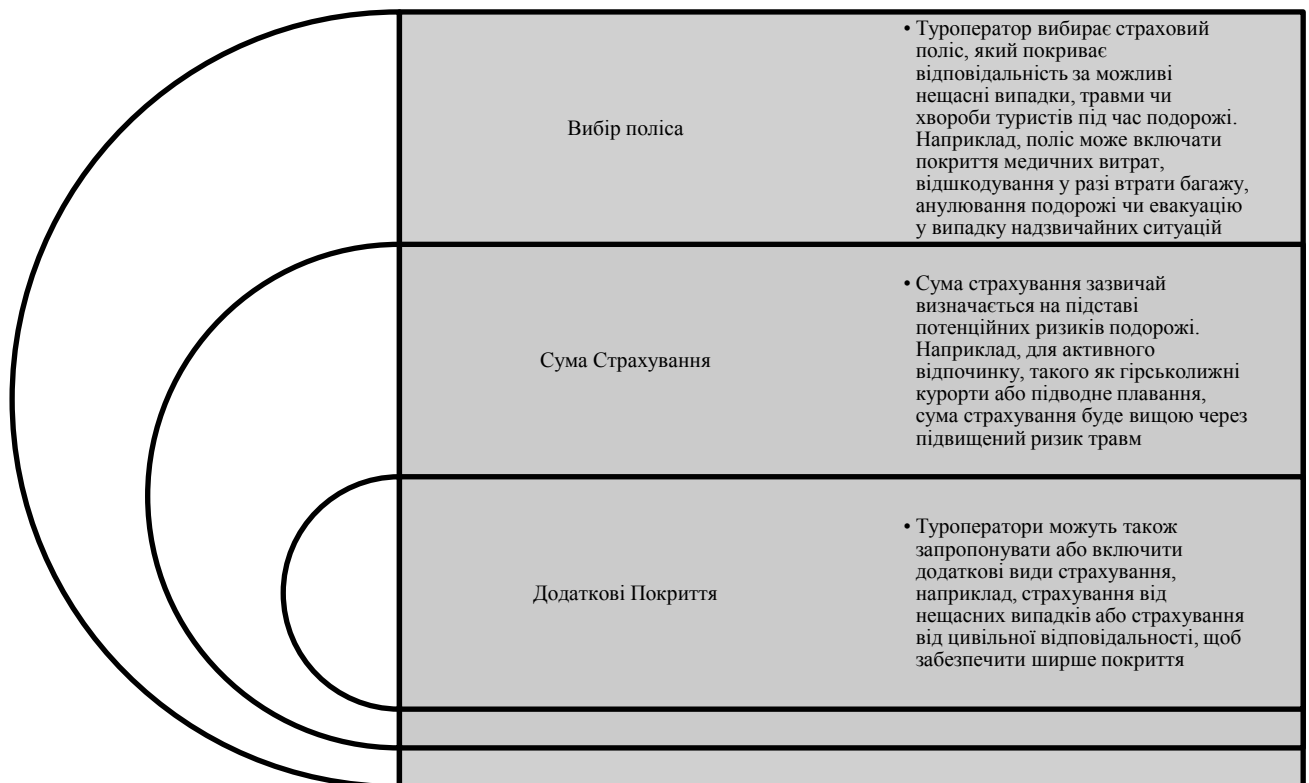 Вибір поліса
• Туроператор вибирає страховий
поліс, який покриває
відповідальність за можливі
нещасні випадки, травми чи
хвороби туристів під час подорожі.
Наприклад, поліс може включати
покриття медичних витрат,
відшкодування у разі втрати багажу,
анулювання подорожі чи евакуацію
у випадку надзвичайних ситуацій
Сума Страхування
• Сума страхування зазвичай
визначається на підставі
потенційних ризиків подорожі.
Наприклад, для активного
відпочинку, такого як гірськолижні
курорти або підводне плавання,
сума страхування буде вищою через
підвищений ризик травм
Додаткові Покриття
• Туроператори можуть також
запропонувати або включити
додаткові види страхування,
наприклад, страхування від
нещасних випадків або страхування
від цивільної відповідальності, щоб
забезпечити ширше покриття